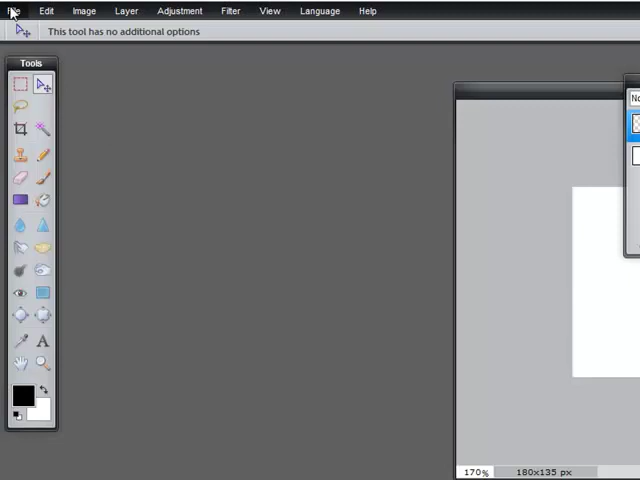 File Edit Image Layer Adjustment Filter View Language Help
This tool has no additional options
Tools
No
A
170% 180x135 px